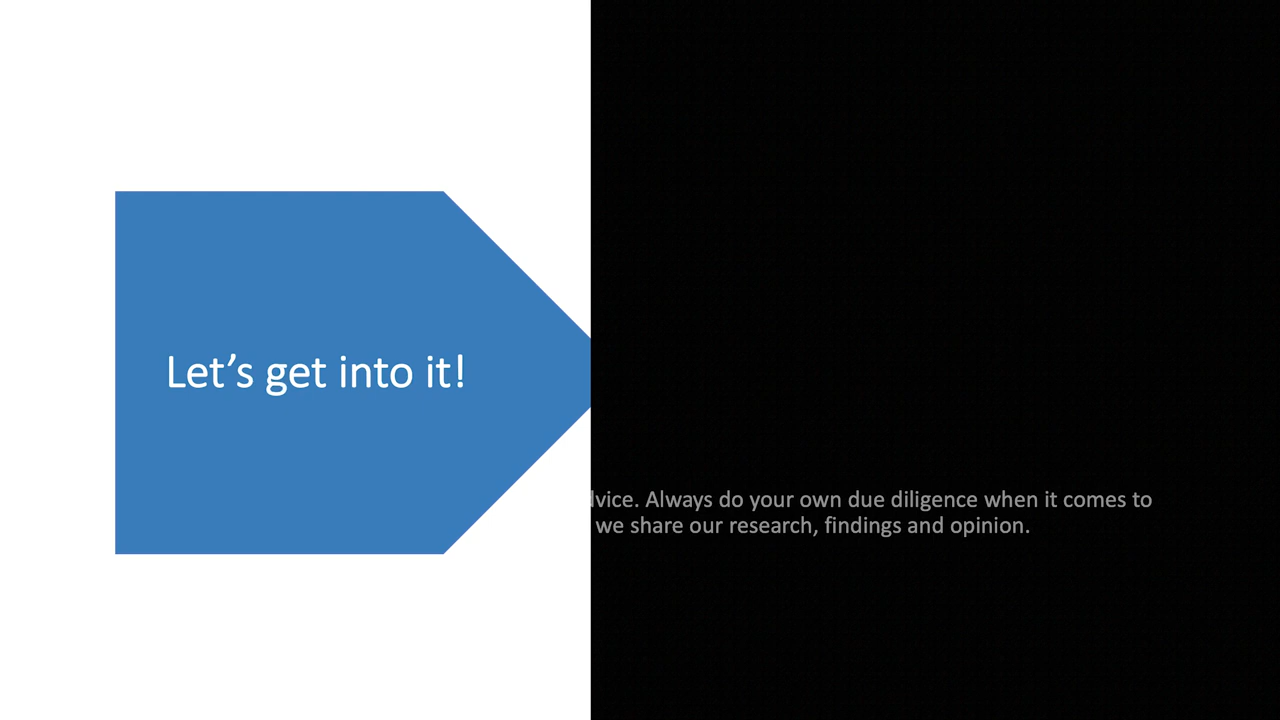 Let’s get into it!
Always do your own due diligence when it comes to
we share our research, findings and opinion.